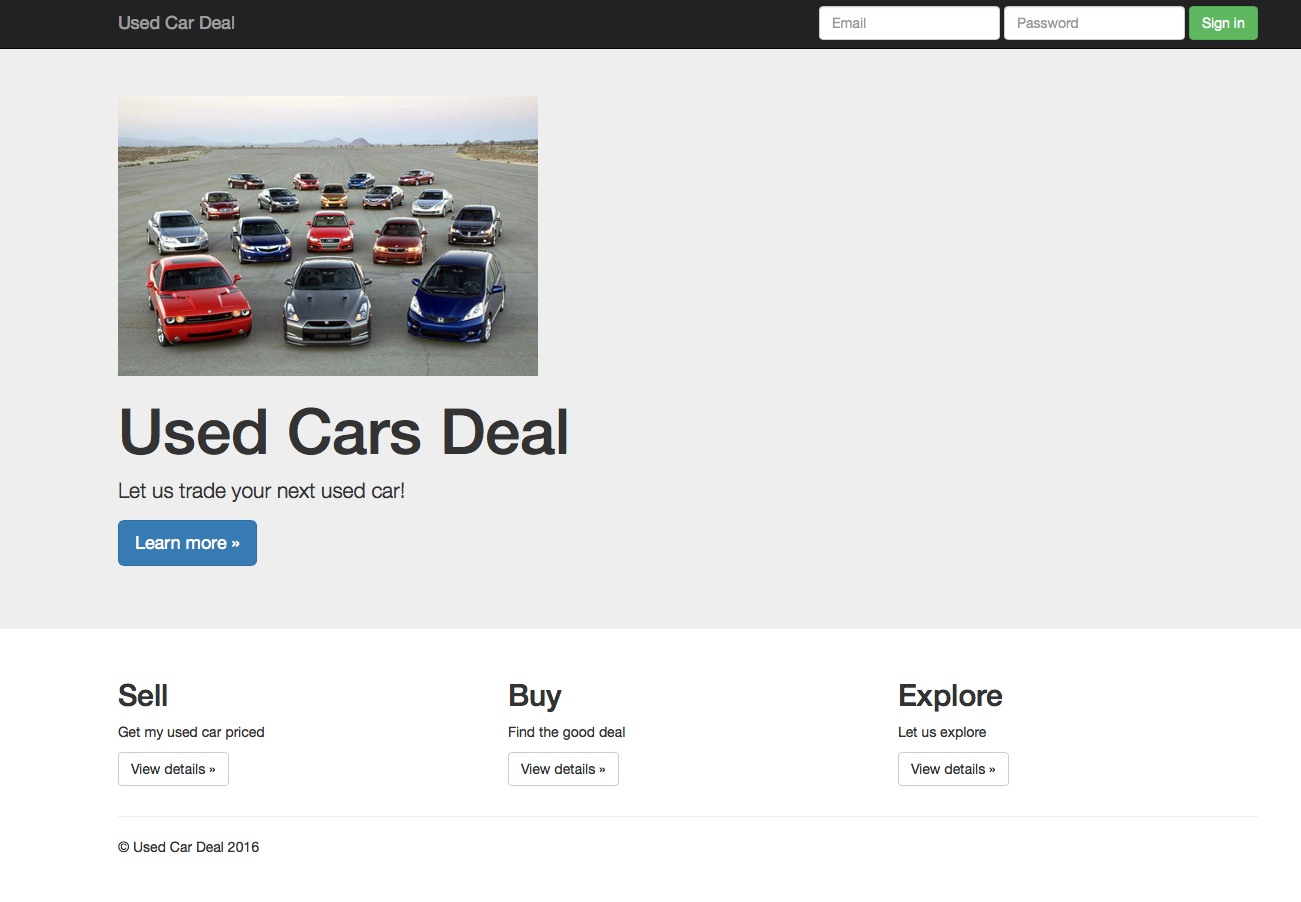 Used Car Deal
Email
Password
Sign in
Used Cars Deal
Let us trade your next used car!
Learn more »
Sell
Buy
Explore
Get my used car priced
Find the good deal
Let us explore
View details »
View details »
View details »
© Used Car Deal 2016